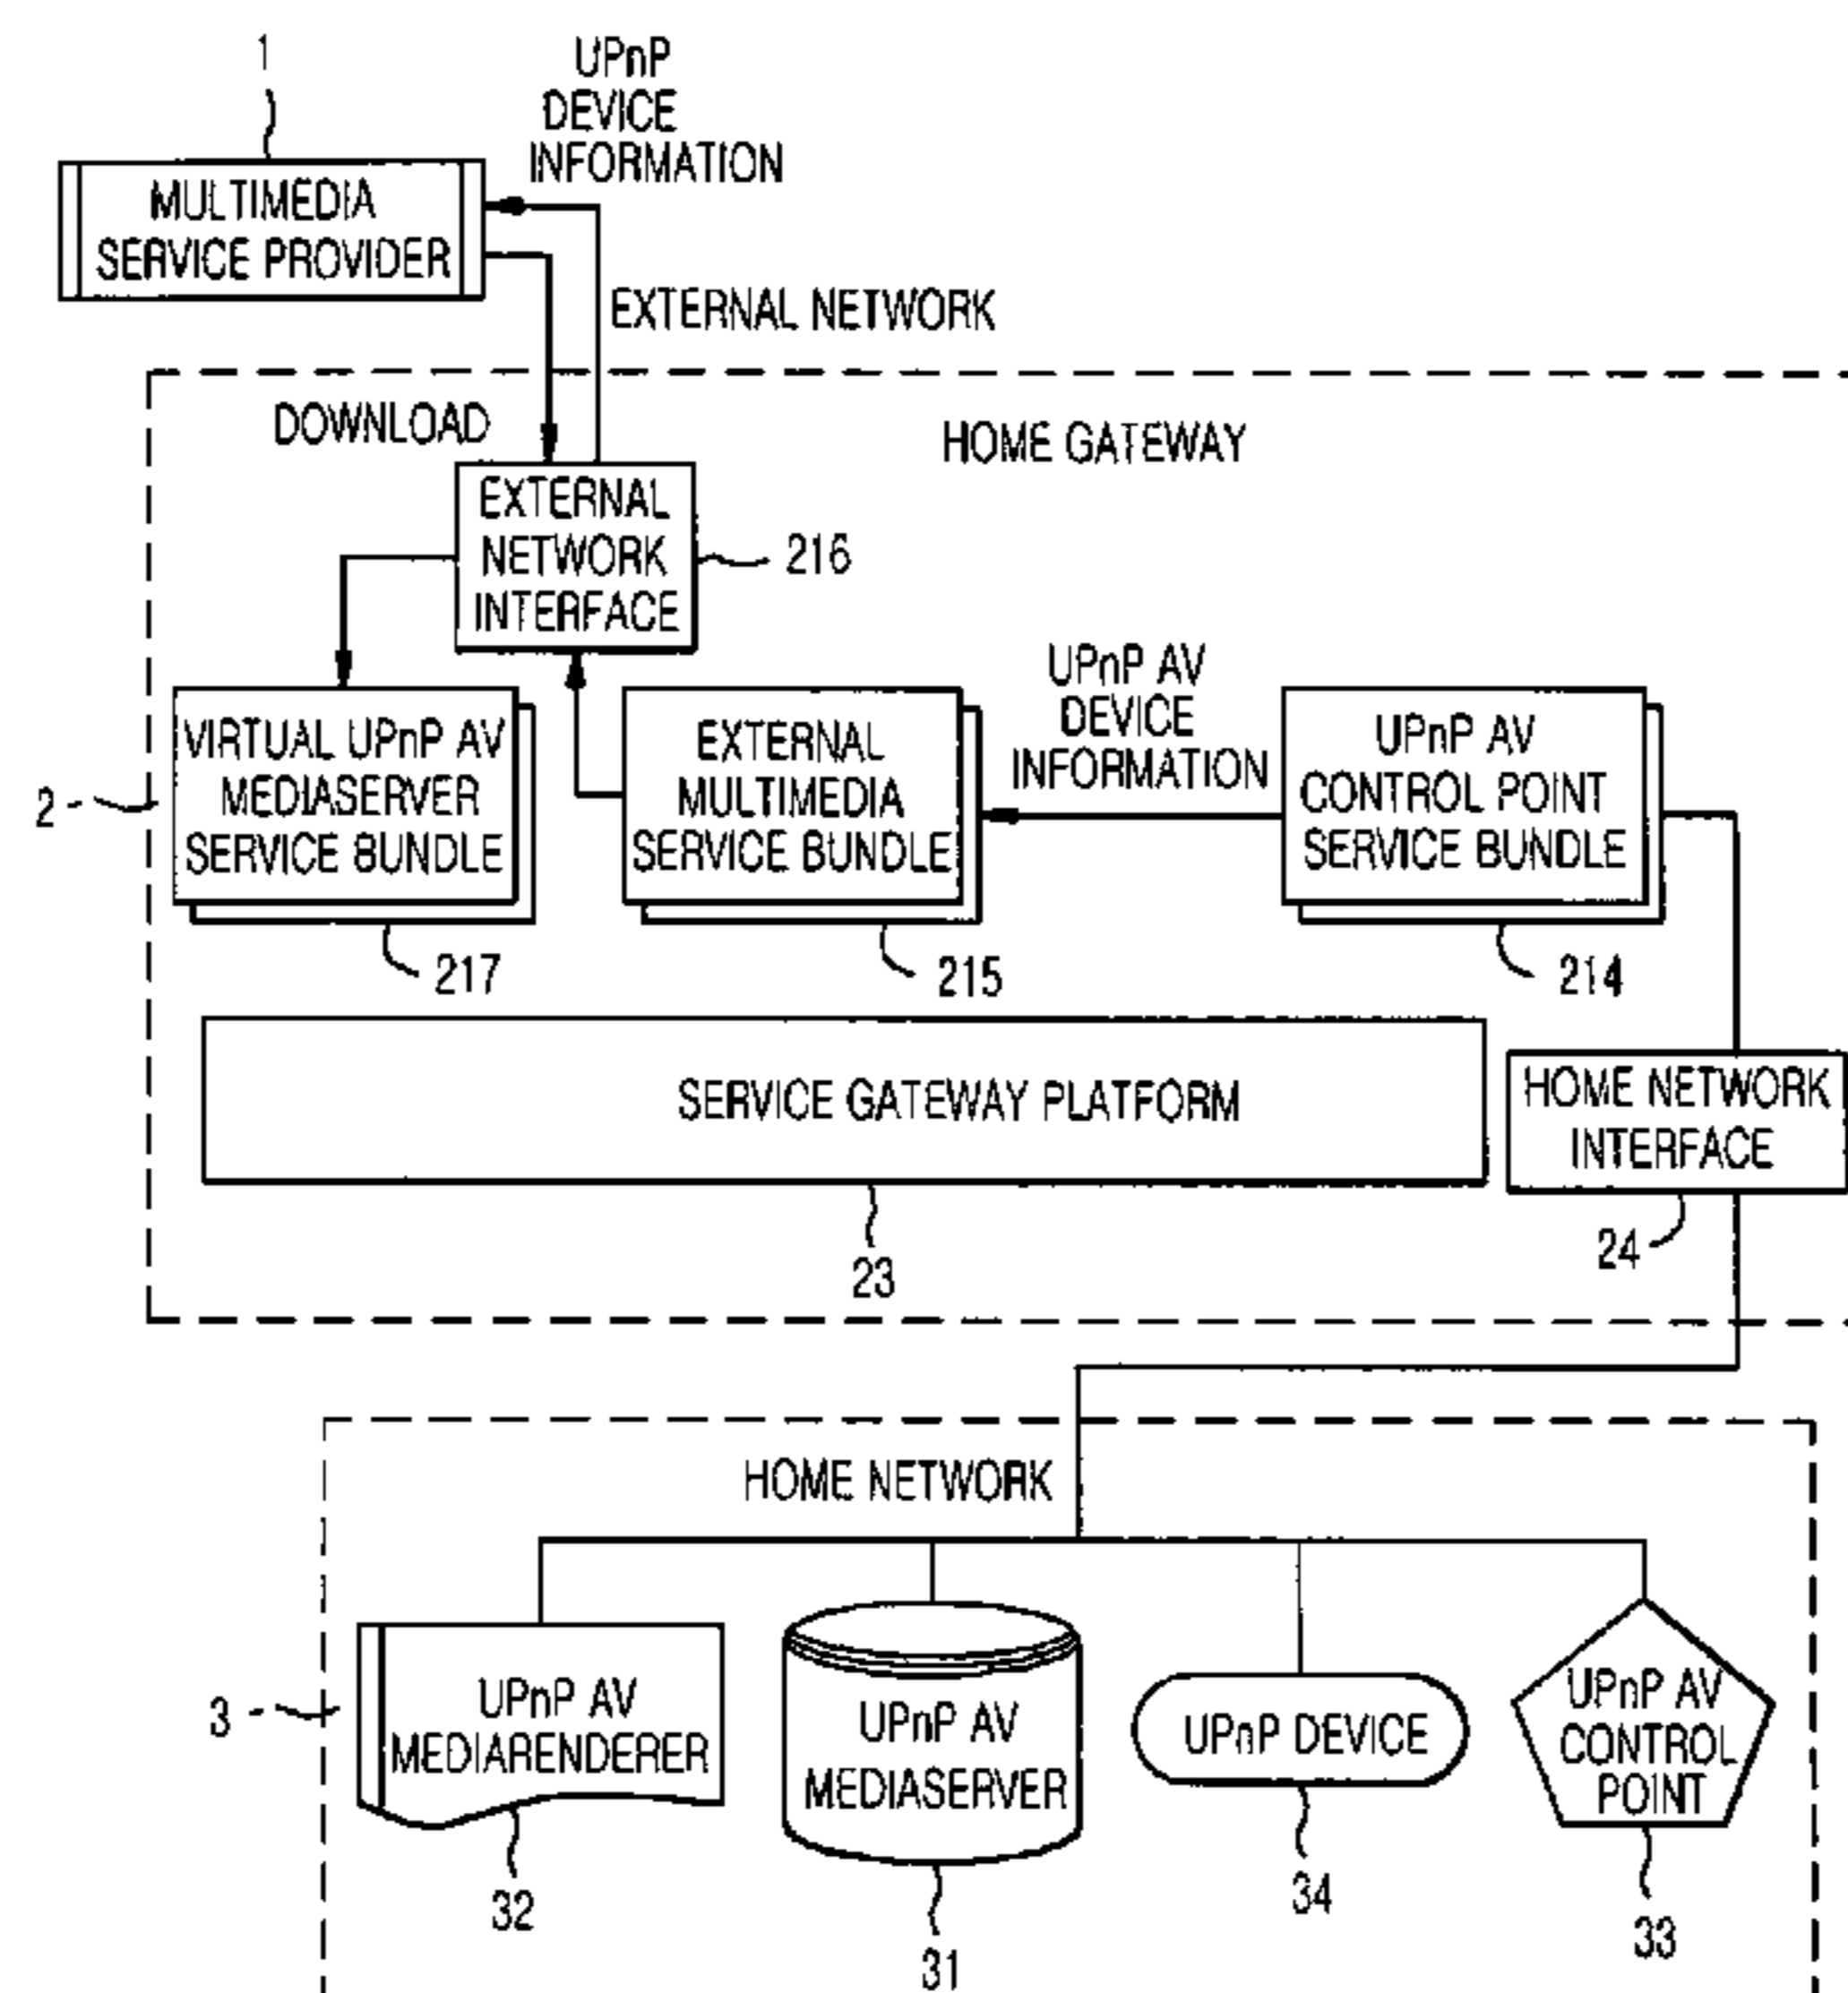 1
UPnP
DEVICE
INFORMATION
MULTIMEDIA
SERVICE PROVIDER
EXTERNAL NETWORK
DOWNLOAD
HOME GATEWAY
EXTERNAL
NETWORK
INTERFACE
216
UPnP AV
DEVICE
INFORMATION
2
VIRTUAL UPnP AV
MEDIASERVER
SERVICE BUNDLE
217
EXTERNAL
MULTIMEDIA
SERVICE BUNDLE
215
UPnP AV
CONTROL POINT
SERVICE BUNDLE
214
SERVICE GATEWAY PLATFORM
23
HOME NETWORK
INTERFACE
24
HOME NETWORK
3
UPnP AV
MEDIARENDERER
32
UPnP AV
MEDIASERVER
31
UPnP DEVICE
34
UPnP AV
CONTROL
POINT
33